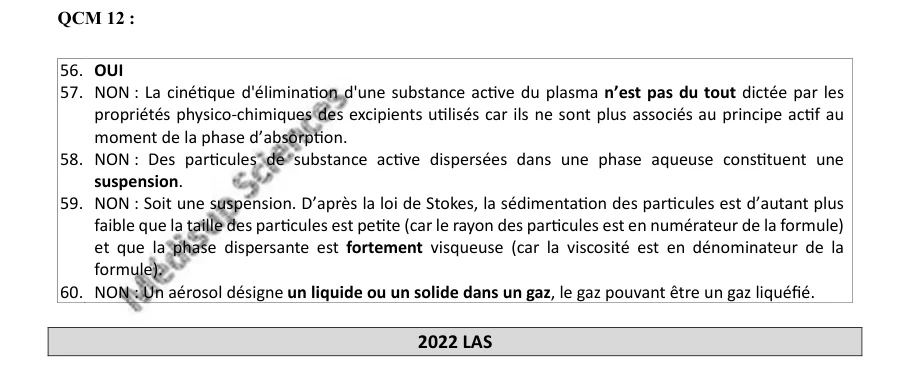 QCM 12 :
56. OUI
57. NON : La cinétique d'élimination d'une substance active du plasma n'est pas du tout dictée par les
propriétés physico-chimiques des excipients utilisés car ils ne sont plus associés au principe actif au
moment de la phase d'absorption.
58. NON : Des particules de substance active dispersées dans une phase aqueuse constituent une
suspension.
59. NON : Soit une suspension. D'après la loi de Stokes, la sédimentation des particules est d'autant plus
faible que la taille des particules est petite (car le rayon des particules est en numérateur de la formule)
et que la phase dispersante est fortement visqueuse (car la viscosité est en dénominateur de la
formule).
60. NON : Un aérosol désigne un liquide ou un solide dans un gaz, le gaz pouvant être un gaz liquéfié.
Médisup Sciences
2022 LAS